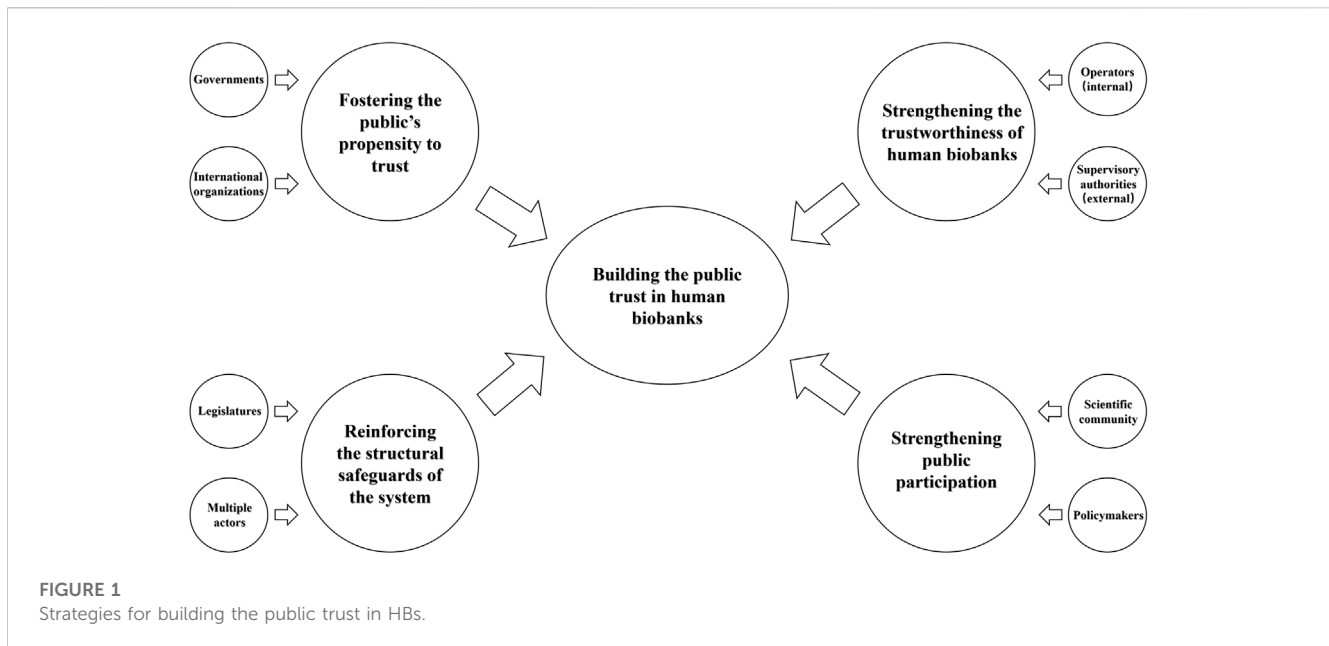 Governments
International
organizations
Fostering the
public's
propensity to
trust
Strengthening the
trustworthiness of
human biobanks
Operators
(internal)
Supervisory
authorities
(external)
Building the public
trust in human
biobanks
Legislatures
Multiple
actors
Reinforcing
the structural
safeguards of
the system
Strengthening
public
participation
Scientific
community
Policymakers
FIGURE 1
Strategies for building the public trust in HBs.